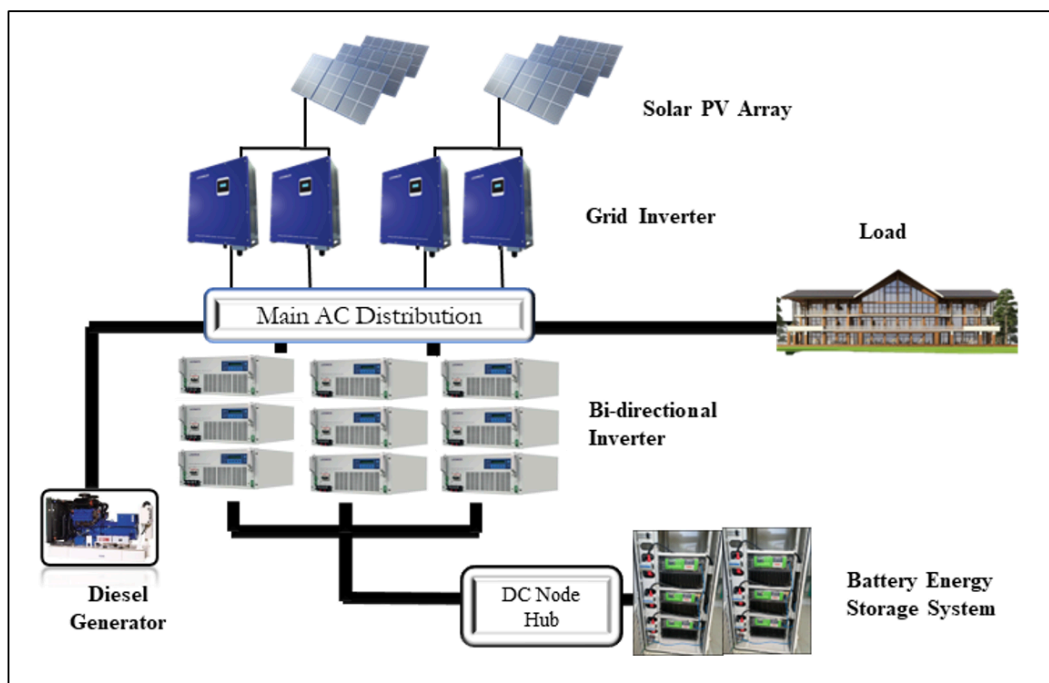 Solar PV Array
Grid Inverter
Load
Main AC Distribution
Bi-directional
Inverter
Diesel
Generator
DC Node
Hub
Battery Energy
Storage System